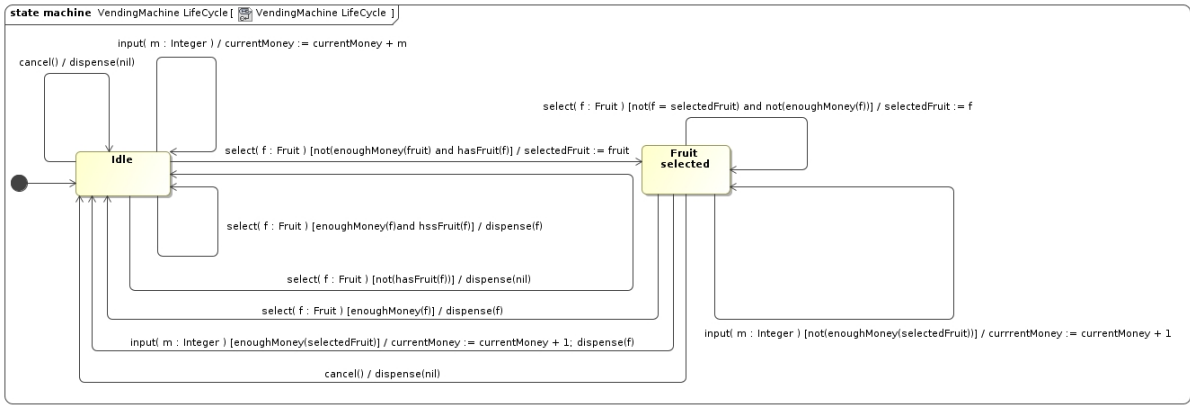 state machine VendingMachine LifeCycle [ VendingMachine LifeCycle ]
input( m : Integer ) / currentMoney := currentMoney + m
cancel() / dispense(nil)
select( f : Fruit ) [not(f = selectedFruit) and not(enoughMoney(f))] / selectedFruit := f
select( f : Fruit ) [not(enoughMoney(fruit) and hasFruit(f)] / selectedFruit := fruit
Idle
Fruit
selected
select( f : Fruit ) [enoughMoney(f)and hssFruit(f)] / dispense(f)
select( f : Fruit ) [not(hasFruit(f))] / dispense(nil)
select( f : Fruit ) [enoughMoney(f)] / dispense(f)
input( m : Integer ) [not(enoughMoney(selectedFruit))] / currrentMoney := currentMoney + 1
input( m : Integer ) [enoughMoney(selectedFruit)] / currentMoney := currentMoney + 1; dispense(f)
cancel() / dispense(nil)